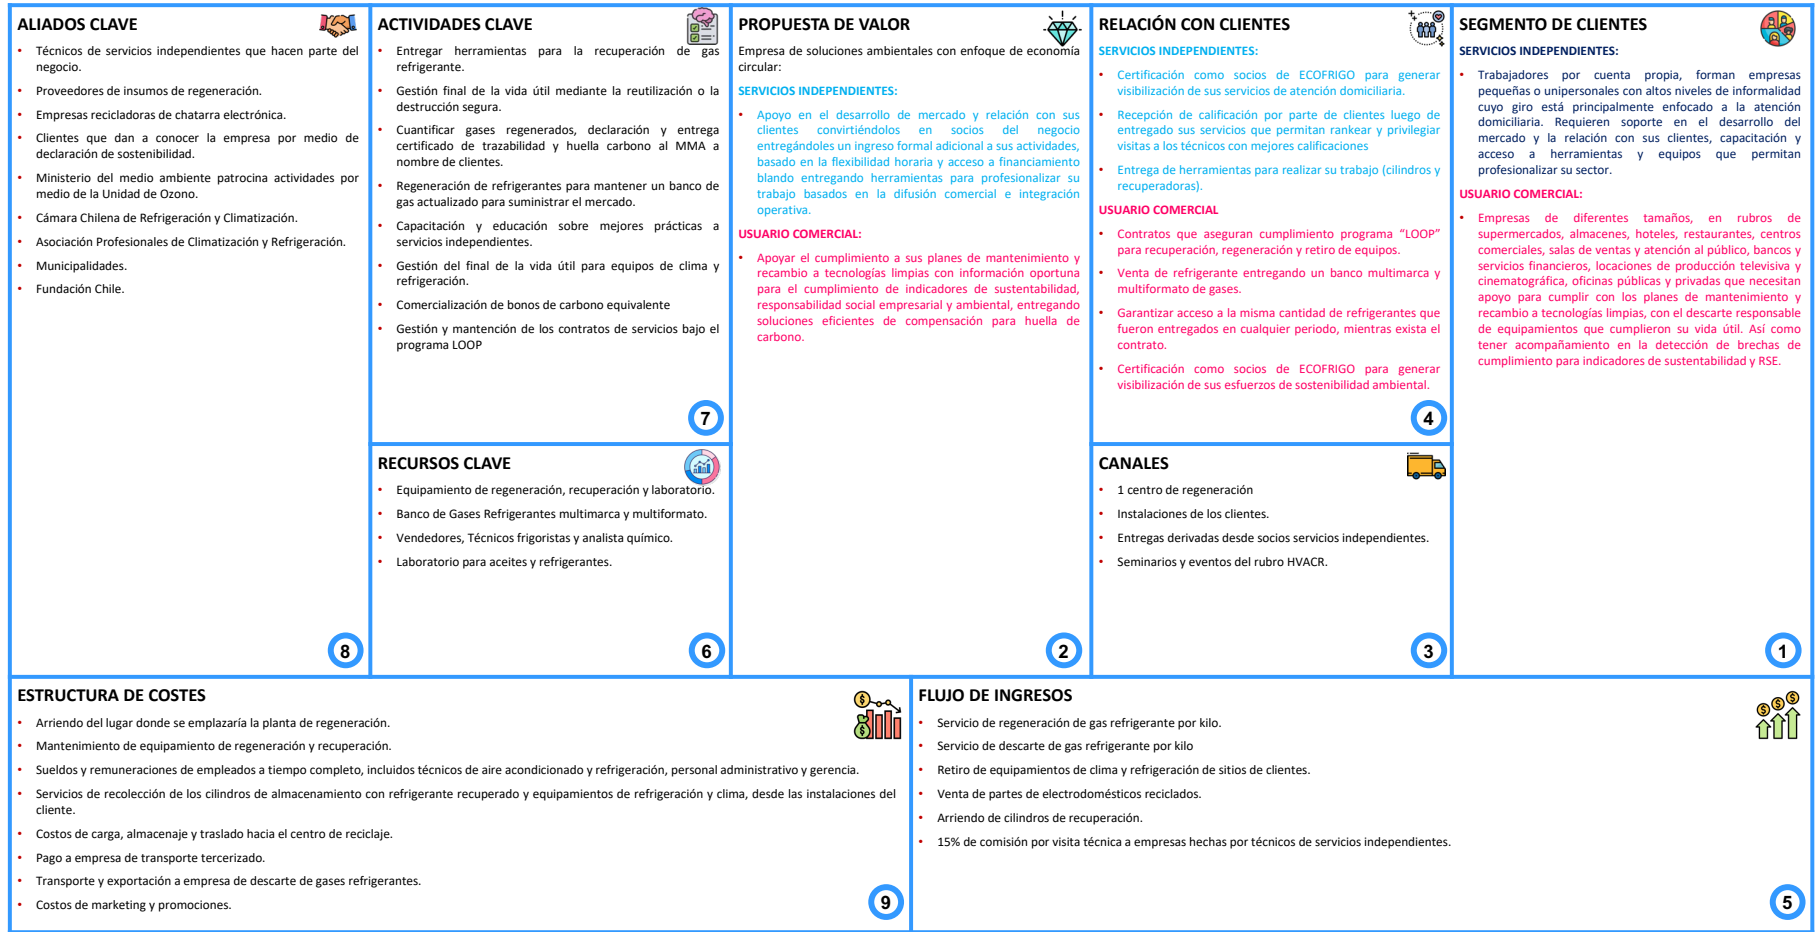 ALIADOS CLAVE
• Técnicos de servicios independientes que hacen parte del
negocio.
• Proveedores de insumos de regeneración.
• Empresas recicladoras de chatarra electrónica.
• Clientes que dan a conocer la empresa por medio de
declaración de sostenibilidad.
• Ministerio del medio ambiente patrocina actividades por
medio de la Unidad de Ozono.
• Cámara Chilena de Refrigeración y Climatización.
• Asociación Profesionales de Climatización y Refrigeración.
• Municipalidades.
• Fundación Chile.
8
ACTIVIDADES CLAVE
• Entregar herramientas para la recuperación de gas
refrigerante.
• Gestión final de la vida útil mediante la reutilización o la
destrucción segura.
• Cuantificar gases regenerados, declaración y entrega
certificado de trazabilidad y huella carbono al MMA a
nombre de clientes.
• Regeneración de refrigerantes para mantener un banco de
gas actualizado para suministrar el mercado.
• Capacitación y educación sobre mejores prácticas a
servicios independientes.
• Gestión del final de la vida útil para equipos de clima y
refrigeración.
• Comercialización de bonos de carbono equivalente
• Gestión y mantención de los contratos de servicios bajo el
programa LOOP
7
RECURSOS CLAVE
• Equipamiento de regeneración, recuperación y laboratorio.
• Banco de Gases Refrigerantes multimarca y multiformato.
• Vendedores, Técnicos frigoristas y analista químico.
• Laboratorio para aceites y refrigerantes.
6
PROPUESTA DE VALOR
Empresa de soluciones ambientales con enfoque de economía
circular:
SERVICIOS INDEPENDIENTES:
• Apoyo en el desarrollo de mercado y relación con sus
clientes convirtiéndolos en socios del negocio
entregándoles un ingreso formal adicional a sus actividades,
basado en la flexibilidad horaria y acceso a financiamiento
blando entregando herramientas para profesionalizar su
trabajo basados en la difusión comercial e integración
operativa.
USUARIO COMERCIAL:
• Apoyar el cumplimiento a sus planes de mantenimiento y
recambio a tecnologías limpias con información oportuna
para el cumplimiento de indicadores de sustentabilidad,
responsabilidad social empresarial y ambiental, entregando
soluciones eficientes de compensación para huella de
carbono.
2
RELACIÓN CON CLIENTES
SERVICIOS INDEPENDIENTES:
• Certificación como socios de ECOFRIGO para generar
visibilización de sus servicios de atención domiciliaria.
• Recepción de calificación por parte de clientes luego de
entregado sus servicios que permitan rankear y privilegiar
visitas a los técnicos con mejores calificaciones
• Entrega de herramientas para realizar su trabajo (cilindros y
recuperadoras).
USUARIO COMERCIAL
• Contratos que aseguran cumplimiento programa “LOOP”
para recuperación, regeneración y retiro de equipos.
• Venta de refrigerante entregando un banco multimarca y
multiformato de gases.
• Garantizar acceso a la misma cantidad de refrigerantes que
fueron entregados en cualquier periodo, mientras exista el
contrato.
• Certificación como socios de ECOFRIGO para generar
visibilización de sus esfuerzos de sostenibilidad ambiental.
4
CANALES
• 1 centro de regeneración
• Instalaciones de los clientes.
• Entregas derivadas desde socios servicios independientes.
• Seminarios y eventos del rubro HVACR.
3
SEGMENTO DE CLIENTES
SERVICIOS INDEPENDIENTES:
• Trabajadores por cuenta propia, forman empresas
pequeñas o unipersonales con altos niveles de informalidad
cuyo giro está principalmente enfocado a la atención
domiciliaria. Requieren soporte en el desarrollo del
mercado y la relación con sus clientes, capacitación y
acceso a herramientas y equipos que permitan
profesionalizar su sector.
USUARIO COMERCIAL:
• Empresas de diferentes tamaños, en rubros de
supermercados, almacenes, hoteles, restaurantes, centros
comerciales, salas de ventas y atención al público, bancos y
servicios financieros, locaciones de producción televisiva y
cinematográfica, oficinas públicas y privadas que necesitan
apoyo para cumplir con los planes de mantenimiento y
recambio a tecnologías limpias, con el descarte responsable
de equipamientos que cumplieron su vida útil. Así como
tener acompañamiento en la detección de brechas de
cumplimiento para indicadores de sustentabilidad y RSE.
1
ESTRUCTURA DE COSTES
• Arriendo del lugar donde se emplazaría la planta de regeneración.
• Mantenimiento de equipamiento de regeneración y recuperación.
• Sueldos y remuneraciones de empleados a tiempo completo, incluidos técnicos de aire acondicionado y refrigeración, personal administrativo y gerencia.
• Servicios de recolección de los cilindros de almacenamiento con refrigerante recuperado y equipamientos de refrigeración y clima, desde las instalaciones del
cliente.
• Costos de carga, almacenaje y traslado hacia el centro de reciclaje.
• Pago a empresa de transporte tercerizado.
• Transporte y exportación a empresa de descarte de gases refrigerantes.
• Costos de marketing y promociones.
9
FLUJO DE INGRESOS
• Servicio de regeneración de gas refrigerante por kilo.
• Servicio de descarte de gas refrigerante por kilo
• Retiro de equipamientos de clima y refrigeración de sitios de clientes.
• Venta de partes de electrodomésticos reciclados.
• Arriendo de cilindros de recuperación.
• 15% de comisión por visita técnica a empresas hechas por técnicos de servicios independientes.
5